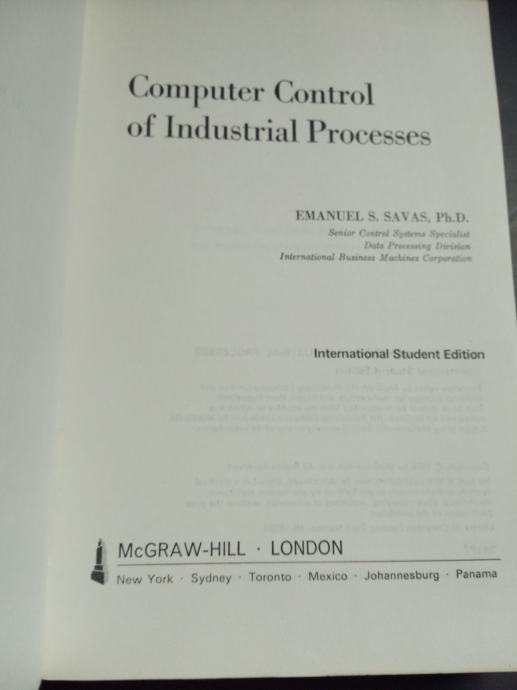 Computer Control
of Industrial Processes
EMANUEL S. SAVAS, Ph.D.
Senior Control Systems Specialist
Data Processing Division
International Business Machines Corporation
International Student Edition
McGRAW-HILL · LONDON
New York · Sydney · Toronto · Mexico · Johannesburg · Panama